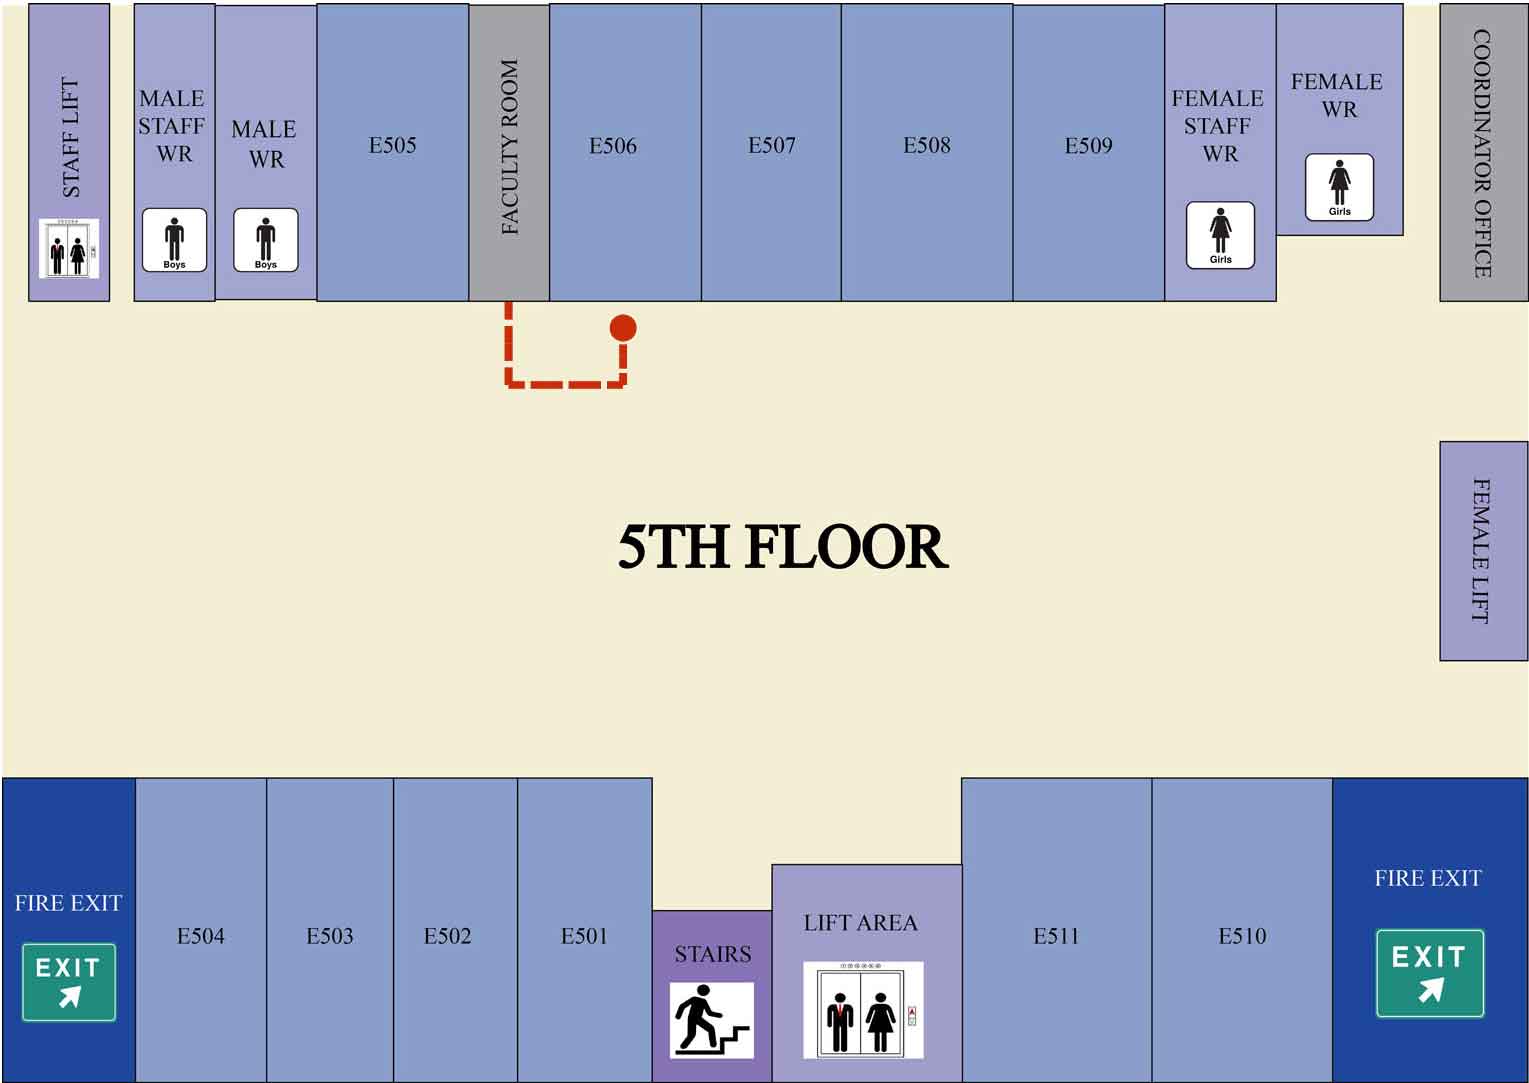 STAFF LIFT
MALE
STAFF
WR
Boys
MALE
WR
Boys
E505
FACULTY ROOM
E506
E507
E508
E509
FEMALE
STAFF
WR
Girls
FEMALE
WR
Girls
COORDINATOR OFFICE
5TH FLOOR
FEMALE LIFT
FIRE EXIT
EXIT
E504
E503
E502
E501
STAIRS
LIFT AREA
E511
E510
FIRE EXIT
EXIT